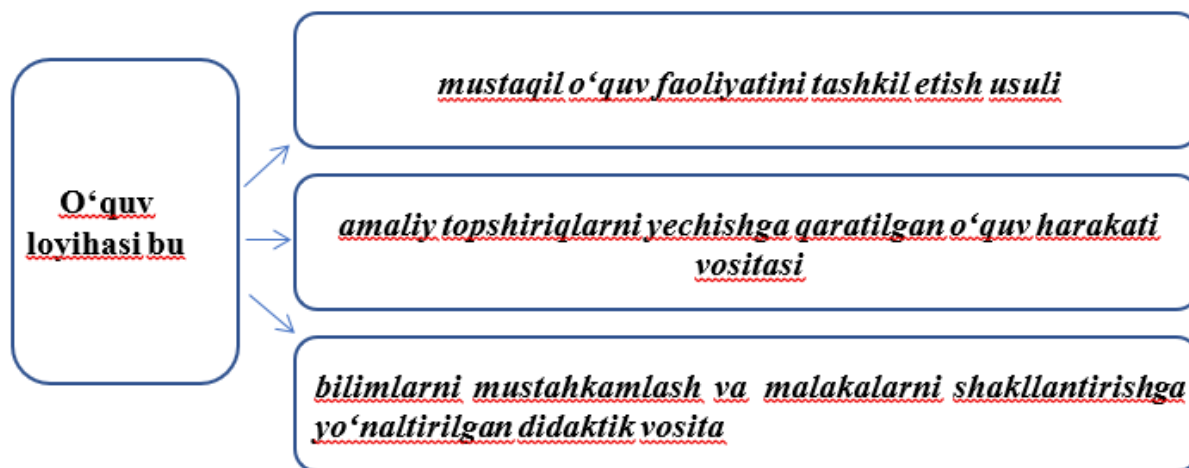 O‘quv
loyihasi bu
mustaqil o‘quv faoliyatini tashkil etish usuli
amaliy topshiriqlarni yechishga qaratilgan o‘quv harakati
vositasi
bilimlarni mustahkamlash va malakalarni shakllantirishga
yo‘naltirilgan didaktik vosita